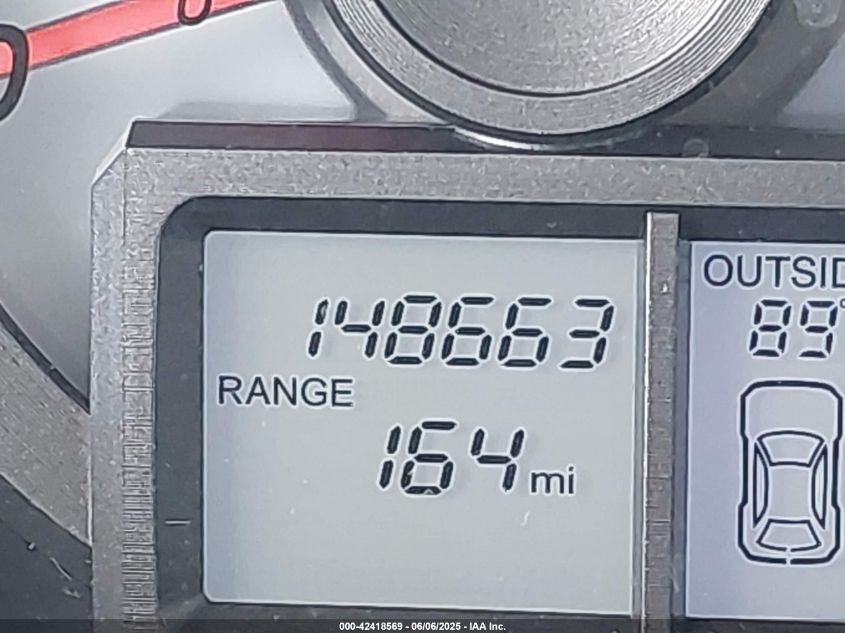 148663
RANGE
164 mi
OUTSID
89°
000-42418569 - 06/06/2025 - IAA Inc.